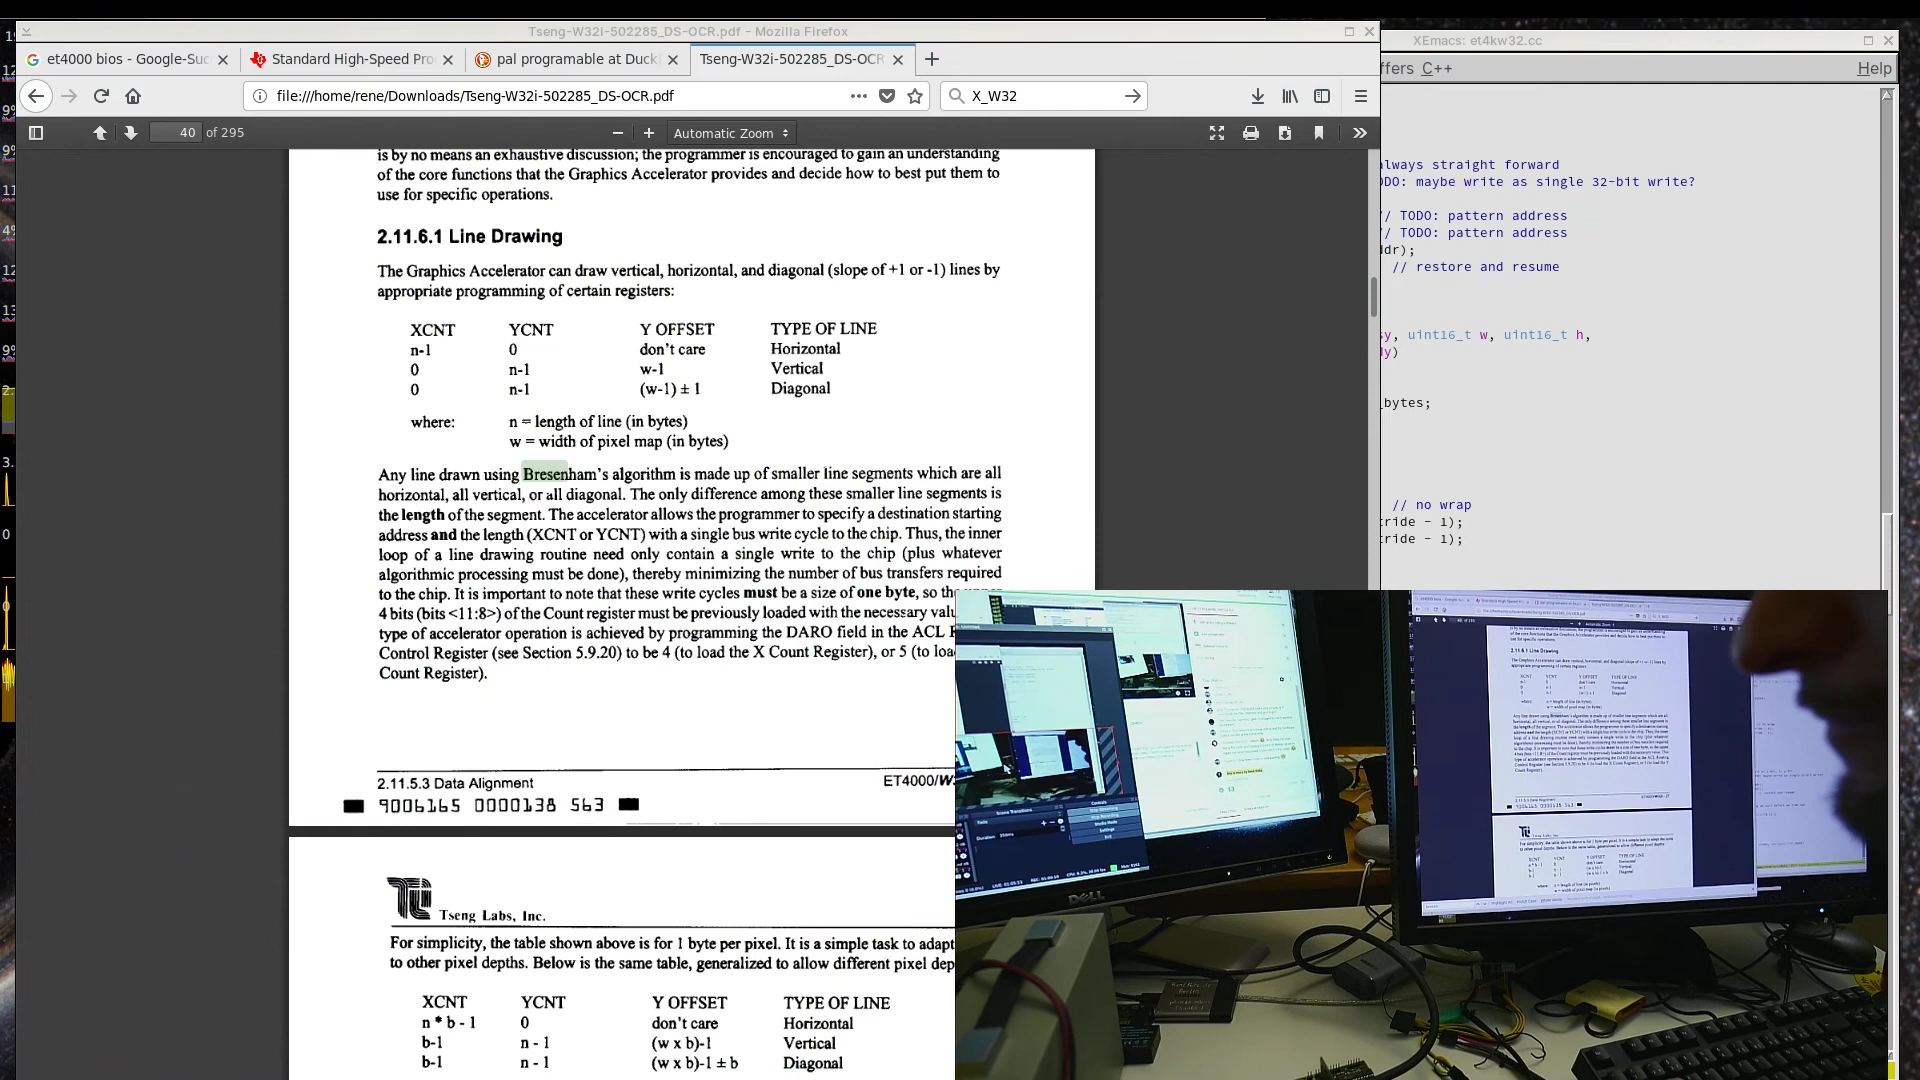 Tseng-W32i-502285_DS-OCR.pdf - Mozilla Firefox
et4000 bios - Google-Suc
Standard High-Speed Pro
pal programable at Duck
Tseng-W32i-502285_DS-OCR
file:///home/rene/Downloads/Tseng-W32i-502285_DS-OCR.pdf
X_W32
40 of 295
Automatic Zoom
is by no means an exhaustive discussion; the programmer is encouraged to gain an understanding
of the core functions that the Graphics Accelerator provides and decide how to best put them to
use for specific operations.
2.11.6.1 Line Drawing
The Graphics Accelerator can draw vertical, horizontal, and diagonal (slope of +1 or -1) lines by
appropriate programming of certain registers:
XCNT YCNT Y OFFSET TYPE OF LINE
n-1 0 don't care Horizontal
0 n-1 w-1 Vertical
0 n-1 (w-1) ± 1 Diagonal
where: n = length of line (in bytes)
w = width of pixel map (in bytes)
Any line drawn using Bresenham's algorithm is made up of smaller line segments which are all
horizontal, all vertical, or all diagonal. The only difference among these smaller line segments is
the length of the segment. The accelerator allows the programmer to specify a destination starting
address and the length (XCNT or YCNT) with a single bus write cycle to the chip. Thus, the inner
loop of a line drawing routine need only contain a single write to the chip (plus whatever
algorithmic processing must be done), thereby minimizing the number of bus transfers required
to the chip. It is important to note that these write cycles must be a size of one byte, so the upper
4 bits (bits <11:8>) of the Count register must be previously loaded with the necessary val
type of accelerator operation is achieved by programming the DARO field in the ACL
Control Register (see Section 5.9.20) to be 4 (to load the X Count Register), or 5 (to loa
Count Register).
2.11.5.3 Data Alignment ET4000/W
9006165 0000138 563
Tseng Labs, Inc.
For simplicity, the table shown above is for 1 byte per pixel. It is a simple task to adapt
to other pixel depths. Below is the same table, generalized to allow different pixel dep
XCNT YCNT Y OFFSET TYPE OF LINE
n * b - 1 0 don't care Horizontal
b-1 n - 1 (w x b)-1 Vertical
b-1 n - 1 (w x b)-1 ± b Diagonal
XEmacs: et4kw32.cc
ffers C++ Help
always straight forward
ODO: maybe write as single 32-bit write?
/ TODO: pattern address
/ TODO: pattern address
ddr);
// restore and resume
sy, uint16_t w, uint16_t h,
dy)
_bytes;
// no wrap
tride - 1);
tride - 1);
DELL